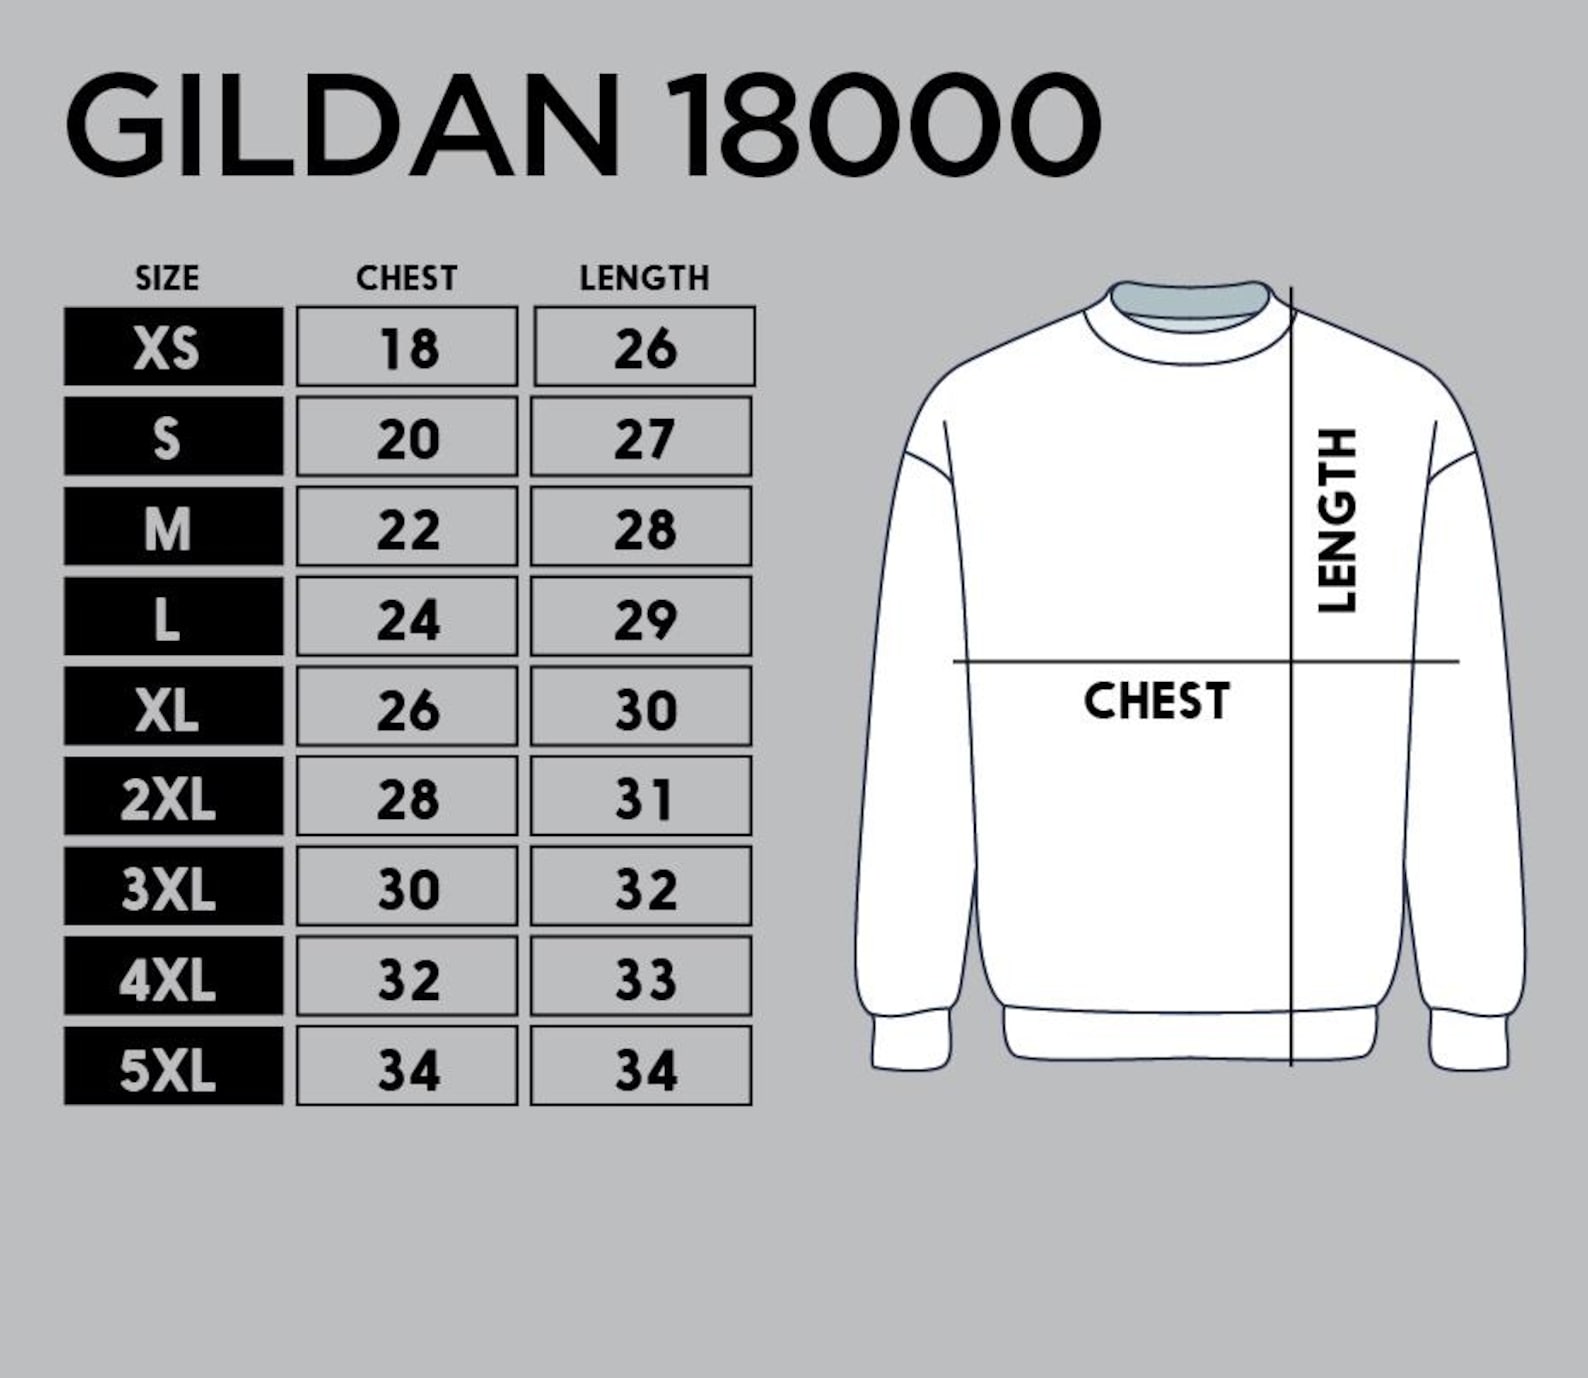 GILDAN 18000
SIZE CHEST LENGTH
XS 18 26
S 20 27
M 22 28
L 24 29
XL 26 30
2XL 28 31
3XL 30 32
4XL 32 33
5XL 34 34
LENGTH
CHEST